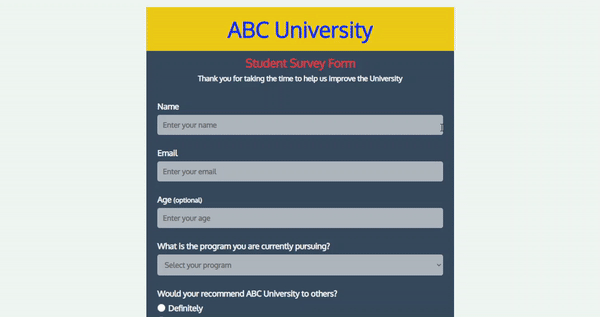 ABC University
Student Survey Form
Thank you for taking the time to help us improve the University
Name
Enter your name
Email
Enter your email
Age (optional)
Enter your age
What is the program you are currently pursuing?
Select your program
Would your recommend ABC University to others?
Definitely